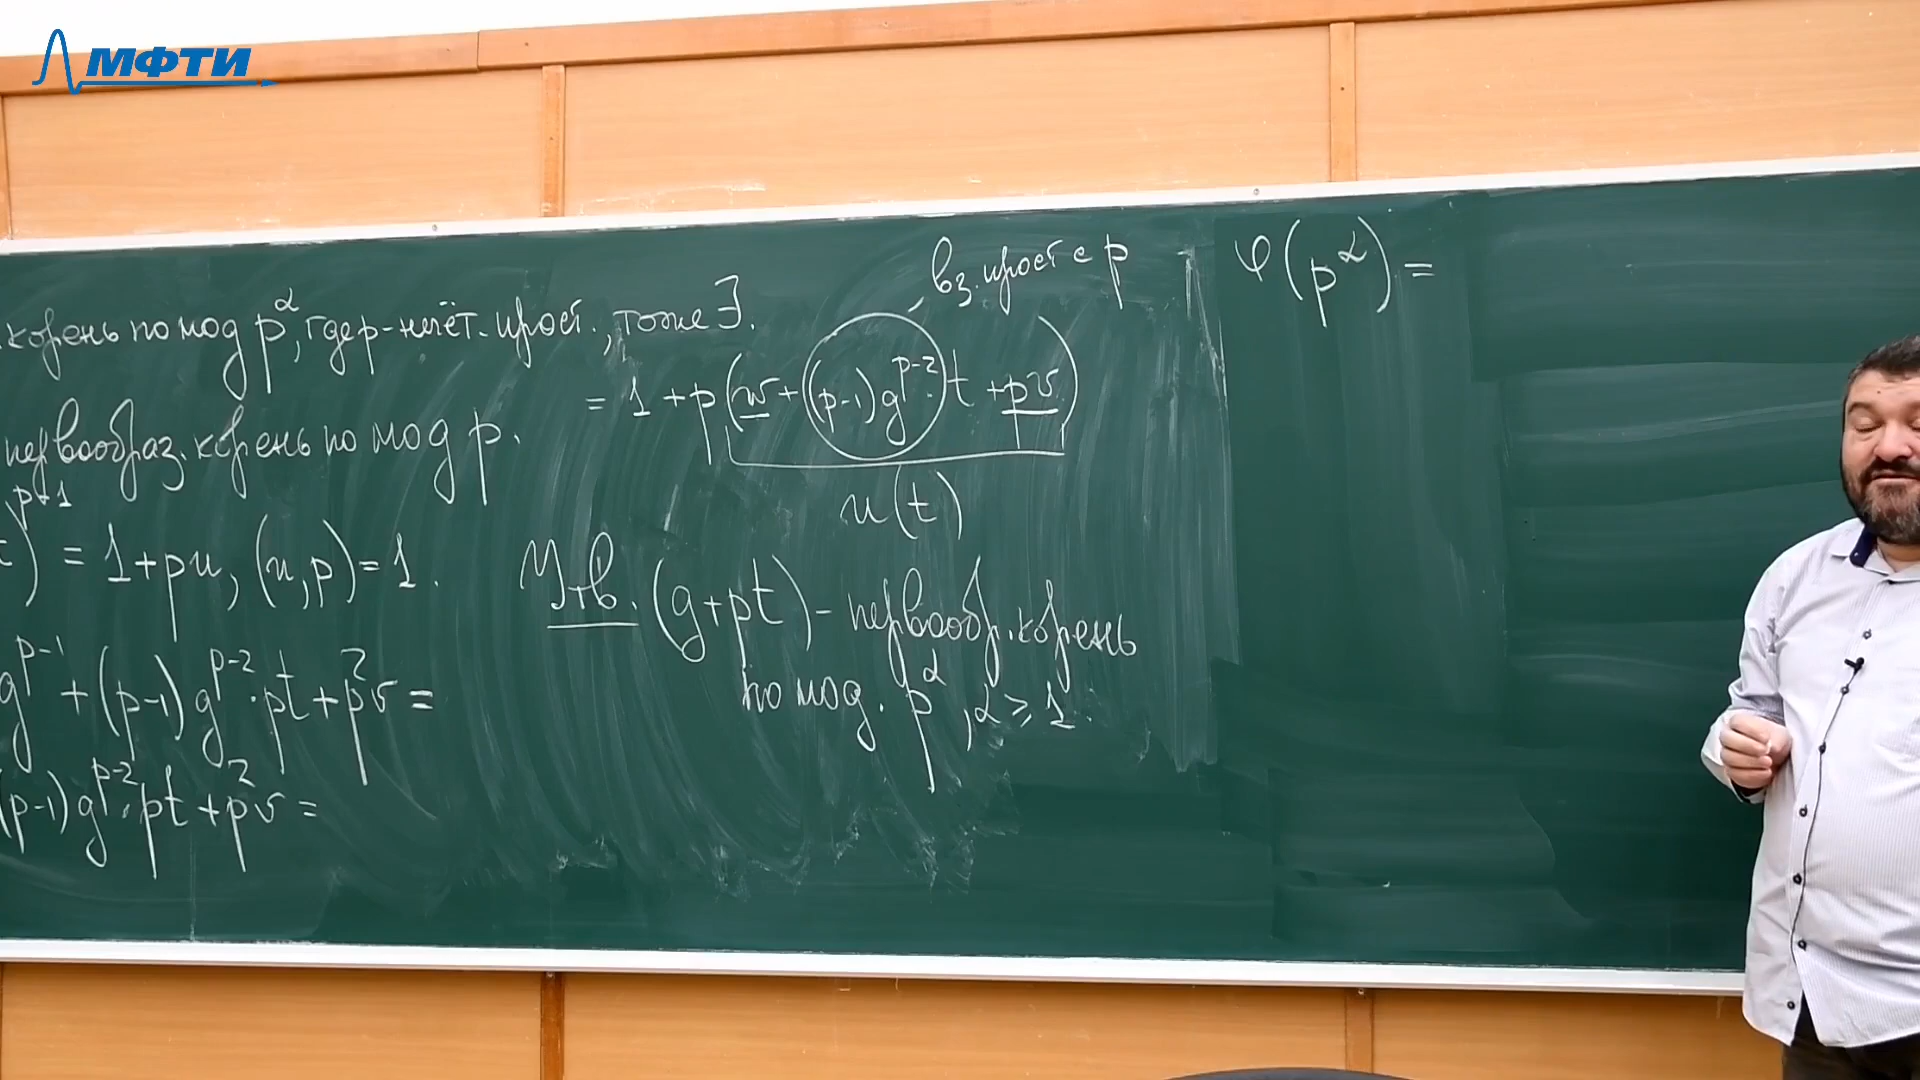 МФТИ
корень по мод p^α, где p-нечёт. прост., тоже ∃.
первообраз. корень по мод p.
p-1
t) = 1+pu, (u,p)=1.
g^{p-1} + (p-1)g^{p-2}·pt + p²v =
(p-1)g^{p-2}·pt + p²v =
вз. прост с p
= 1 + p(w + (p-1)g^{p-2}·t + pv)
u(t)
Утв. (g+pt) - первообр. корень
по мод. p^α, α ⩾ 1.
φ(p^α) =